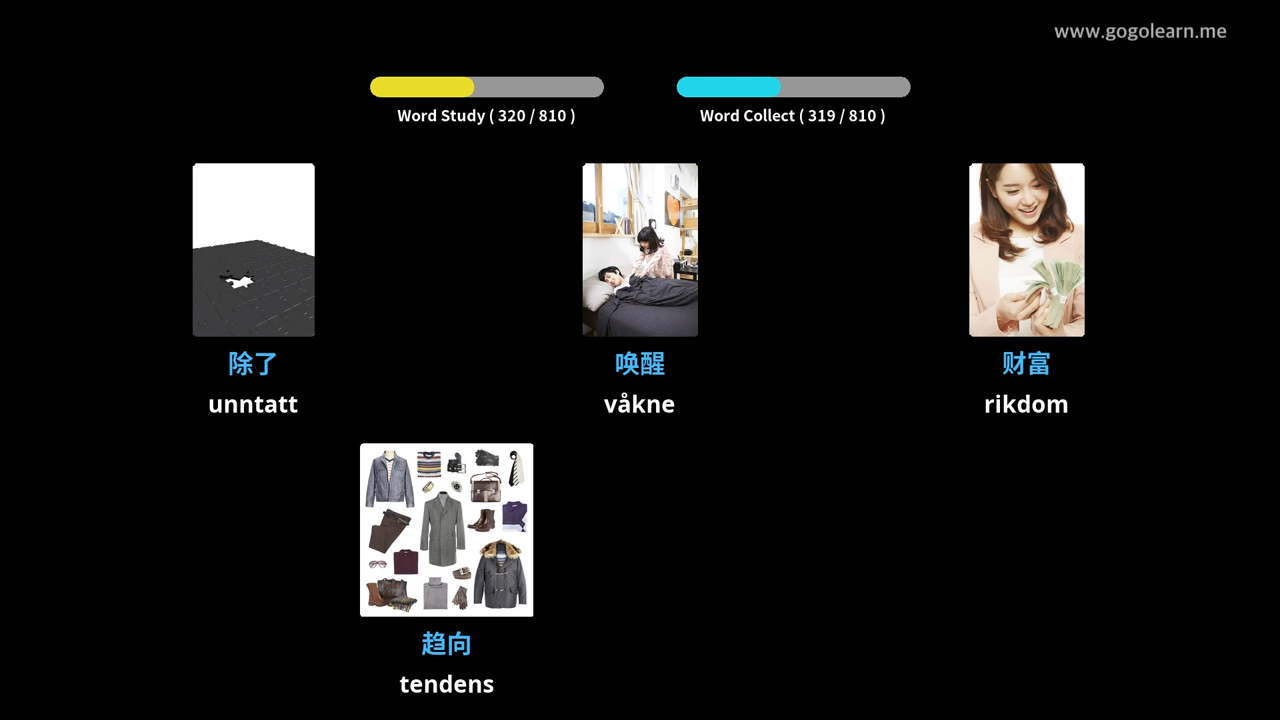 www.gogolearn.me
Word Study ( 320 / 810 )
Word Collect ( 319 / 810 )
除了
unntatt
唤醒
våkne
财富
rikdom
趋向
tendens